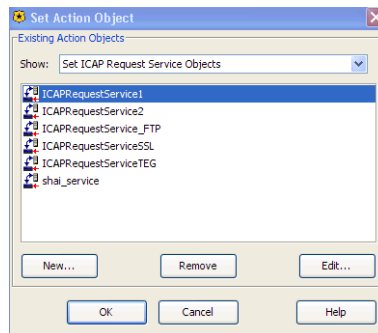 Set Action Object
Existing Action Objects
Show: Set ICAP Request Service Objects
ICAPRequestService1
ICAPRequestService2
ICAPRequestService_FTP
ICAPRequestServiceSSL
ICAPRequestServiceTEG
shai_service
New... Remove Edit...
OK Cancel Help